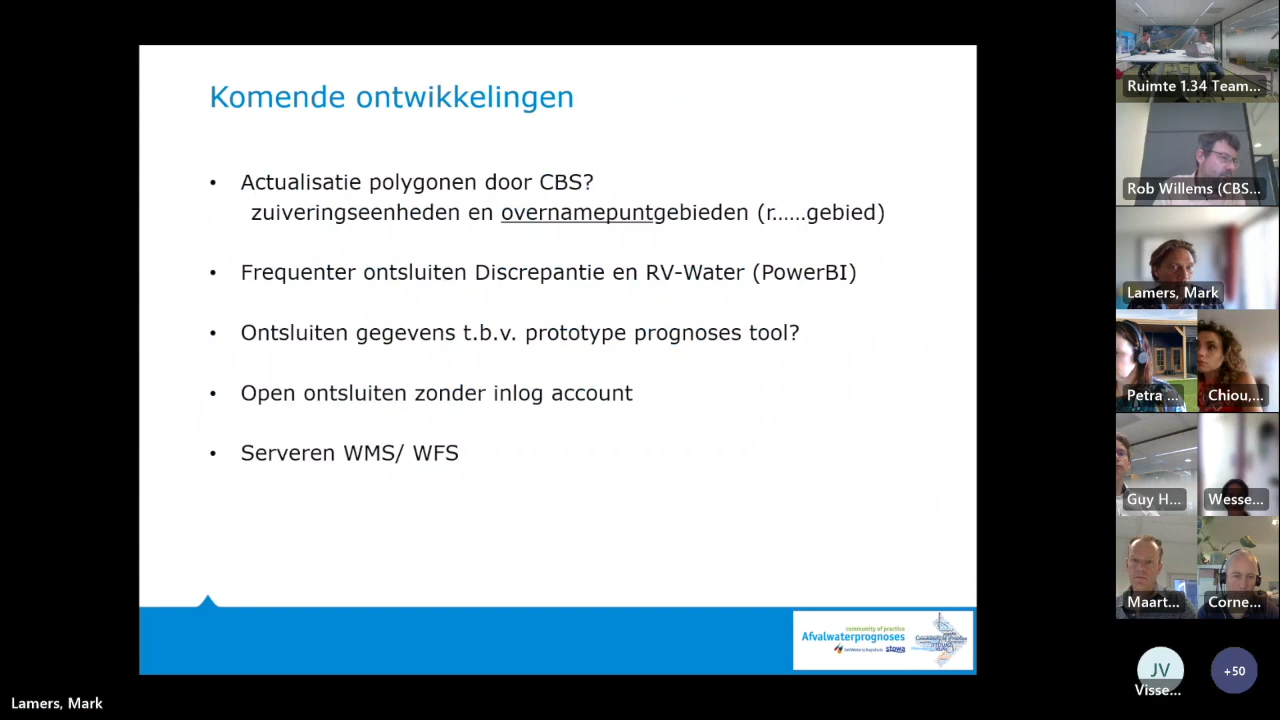 Komende ontwikkelingen
• Actualisatie polygonen door CBS?
zuiveringseenheden en overnamepuntgebieden (r......gebied)
• Frequenter ontsluiten Discrepantie en RV-Water (PowerBI)
• Ontsluiten gegevens t.b.v. prototype prognoses tool?
• Open ontsluiten zonder inlog account
• Serveren WMS/ WFS
community of practice
Afvalwaterprognoses
stowa
Ruimte 1.34 Team...
Rob Willems (CBS...
Lamers, Mark
Petra ...
Chiou,...
Guy H...
Wesse...
Maart...
Corne...
JV
Visse...
+50
Lamers, Mark